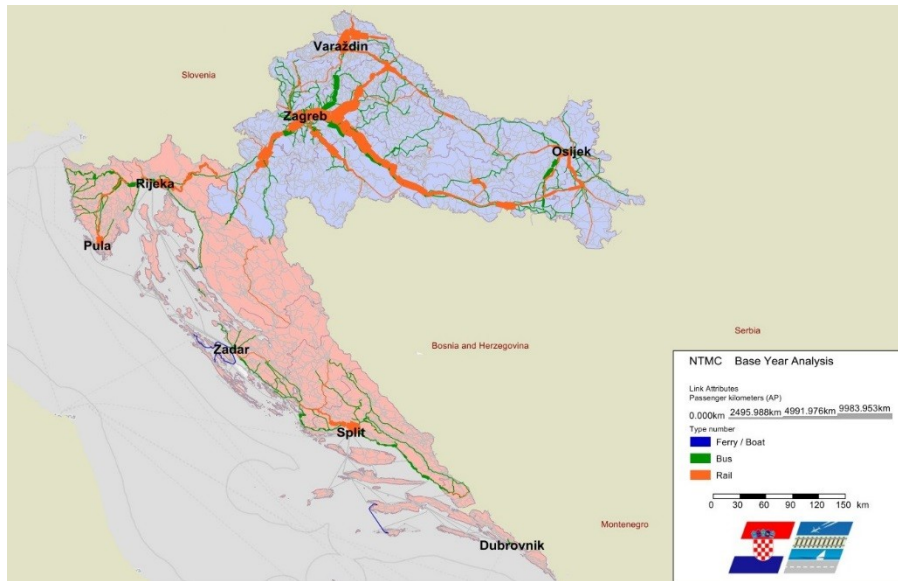 Varaždin
Slovenia
Zagreb
Osijek
Rijeka
Pula
Zadar
Bosnia and Herzegovina
Serbia
Split
Montenegro
Dubrovnik
NTMC Base Year Analysis
Link Attributes
Passenger kilometers (AP)
0.000km 2495.988km 4991.976km 9983.953km
Type number
Ferry / Boat
Bus
Rail
0 30 60 90 120 150 km